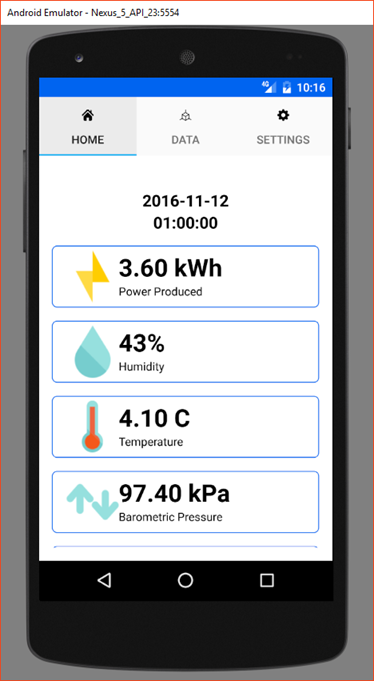 Android Emulator - Nexus_5_API_23:5554
4G 10:16
HOME DATA SETTINGS
2016-11-12
01:00:00
3.60 kWh
Power Produced
43%
Humidity
4.10 C
Temperature
97.40 kPa
Barometric Pressure